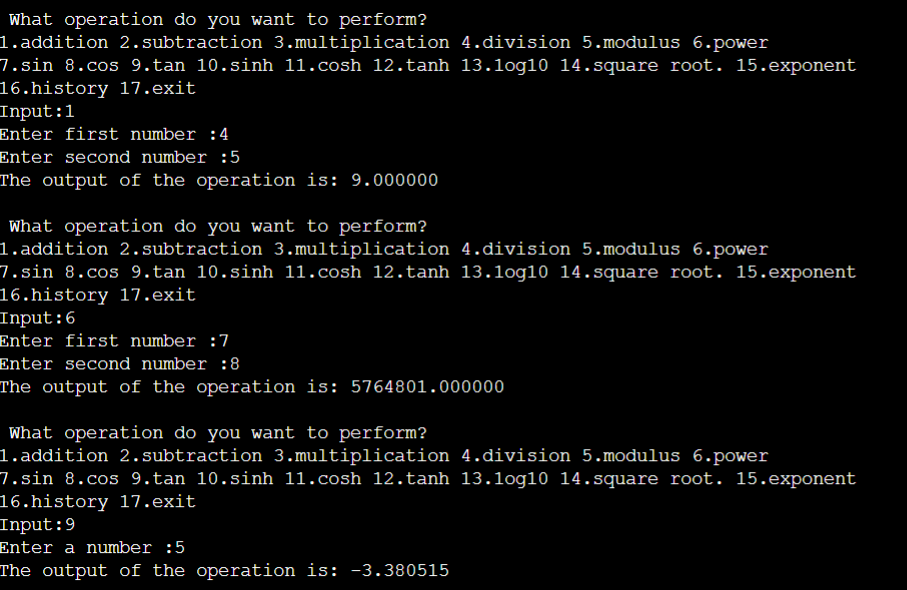 What operation do you want to perform?
1.addition 2.subtraction 3.multiplication 4.division 5.modulus 6.power
7.sin 8.cos 9.tan 10.sinh 11.cosh 12.tanh 13.log10 14.square root. 15.exponent
16.history 17.exit
Input:1
Enter first number :4
Enter second number :5
The output of the operation is: 9.000000
What operation do you want to perform?
1.addition 2.subtraction 3.multiplication 4.division 5.modulus 6.power
7.sin 8.cos 9.tan 10.sinh 11.cosh 12.tanh 13.log10 14.square root. 15.exponent
16.history 17.exit
Input:6
Enter first number :7
Enter second number :8
The output of the operation is: 5764801.000000
What operation do you want to perform?
1.addition 2.subtraction 3.multiplication 4.division 5.modulus 6.power
7.sin 8.cos 9.tan 10.sinh 11.cosh 12.tanh 13.log10 14.square root. 15.exponent
16.history 17.exit
Input:9
Enter a number :5
The output of the operation is: -3.380515